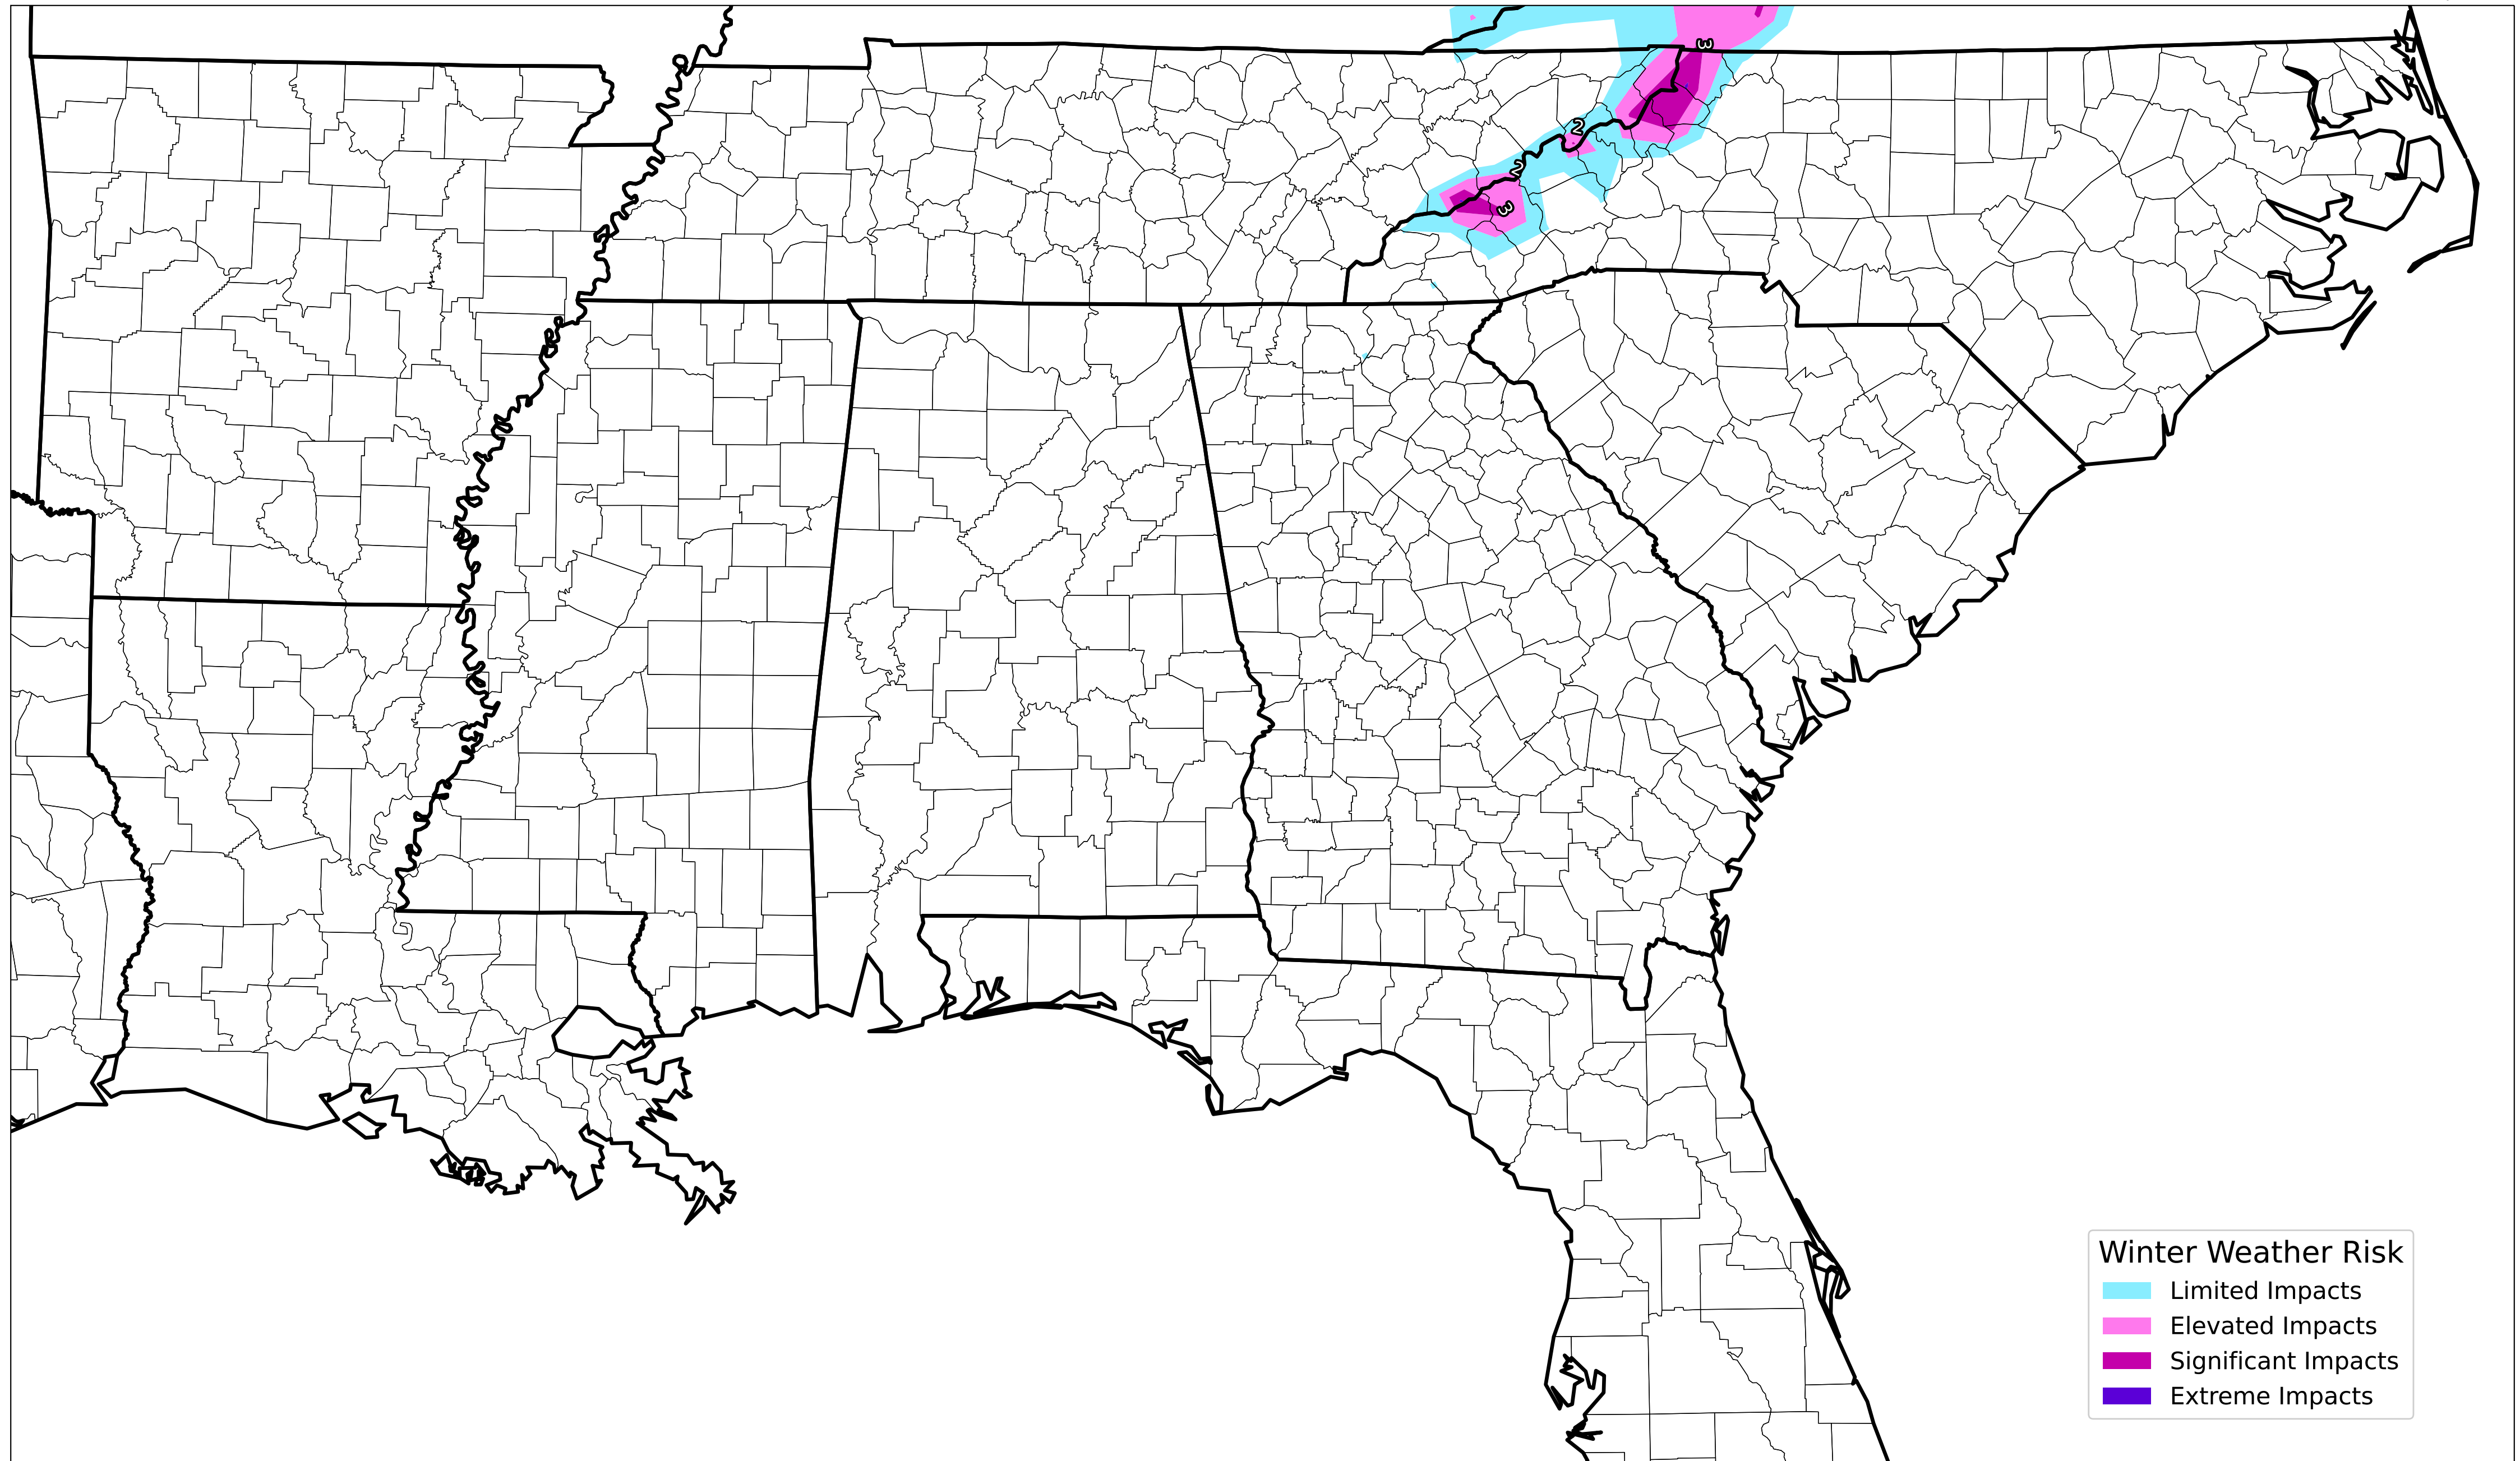 3
2
2
3
Winter Weather Risk
Limited Impacts
Elevated Impacts
Significant Impacts
Extreme Impacts